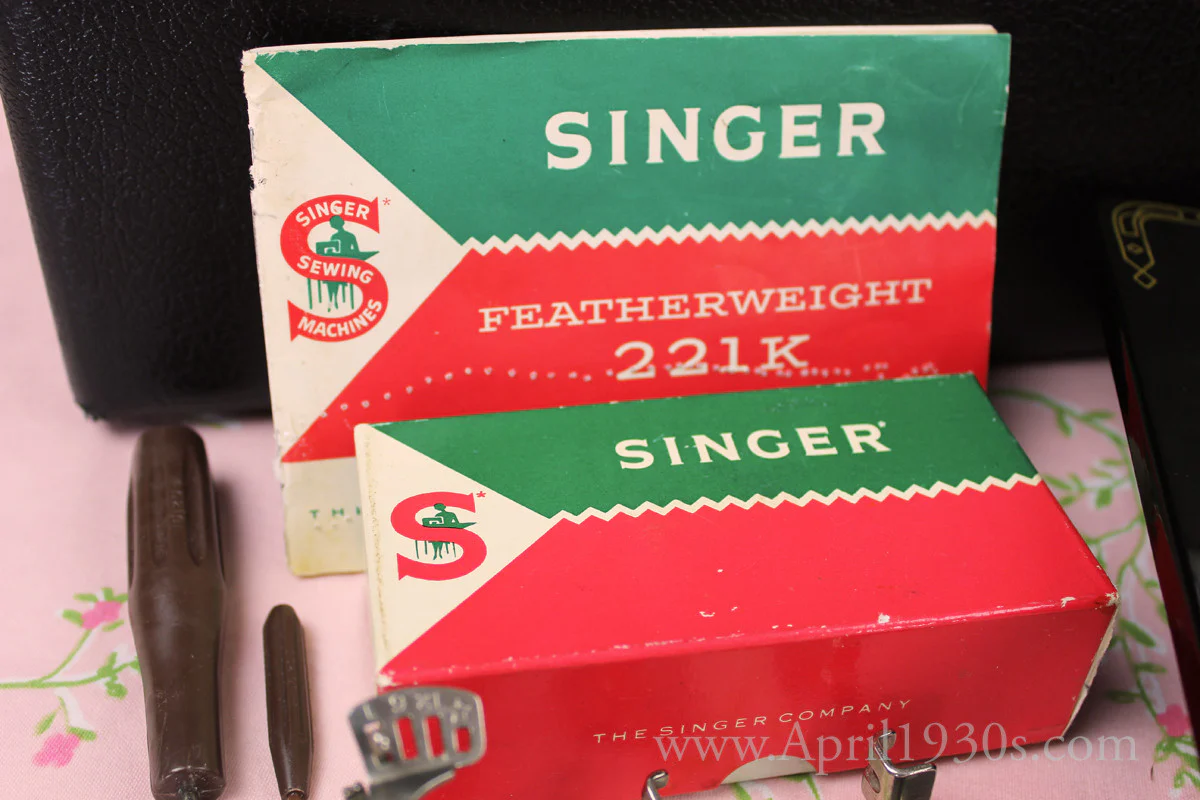 SINGER
SINGER*
SEWING
MACHINES
FEATHERWEIGHT
221K
SINGER
*
THE SINGER COMPANY
www.April1930s.com